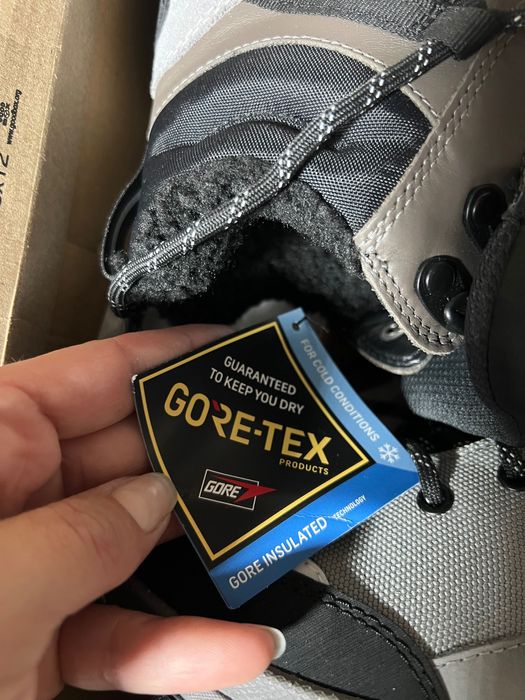 GUARANTEED
TO KEEP YOU DRY
GORE-TEX
PRODUCTS
GORE
FOR COLD CONDITIONS
GORE INSULATED
TECHNOLOGY